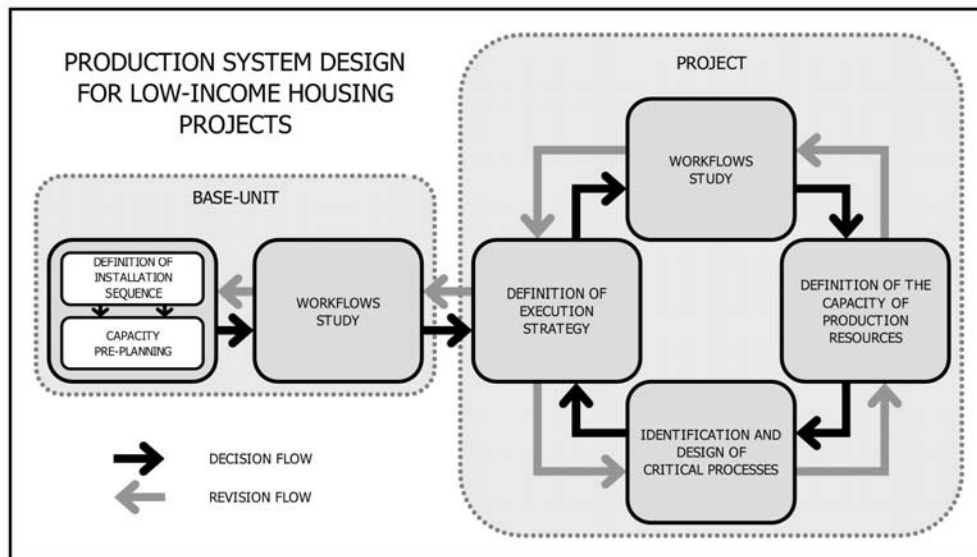 PRODUCTION SYSTEM DESIGN
FOR LOW-INCOME HOUSING
PROJECTS
PROJECT
WORKFLOWS
STUDY
BASE-UNIT
DEFINITION OF
INSTALLATION
SEQUENCE
CAPACITY
PRE-PLANNING
WORKFLOWS
STUDY
DEFINITION OF
EXECUTION
STRATEGY
DEFINITION OF THE
CAPACITY OF
PRODUCTION
RESOURCES
IDENTIFICATION AND
DESIGN OF
CRITICAL PROCESSES
DECISION FLOW
REVISION FLOW